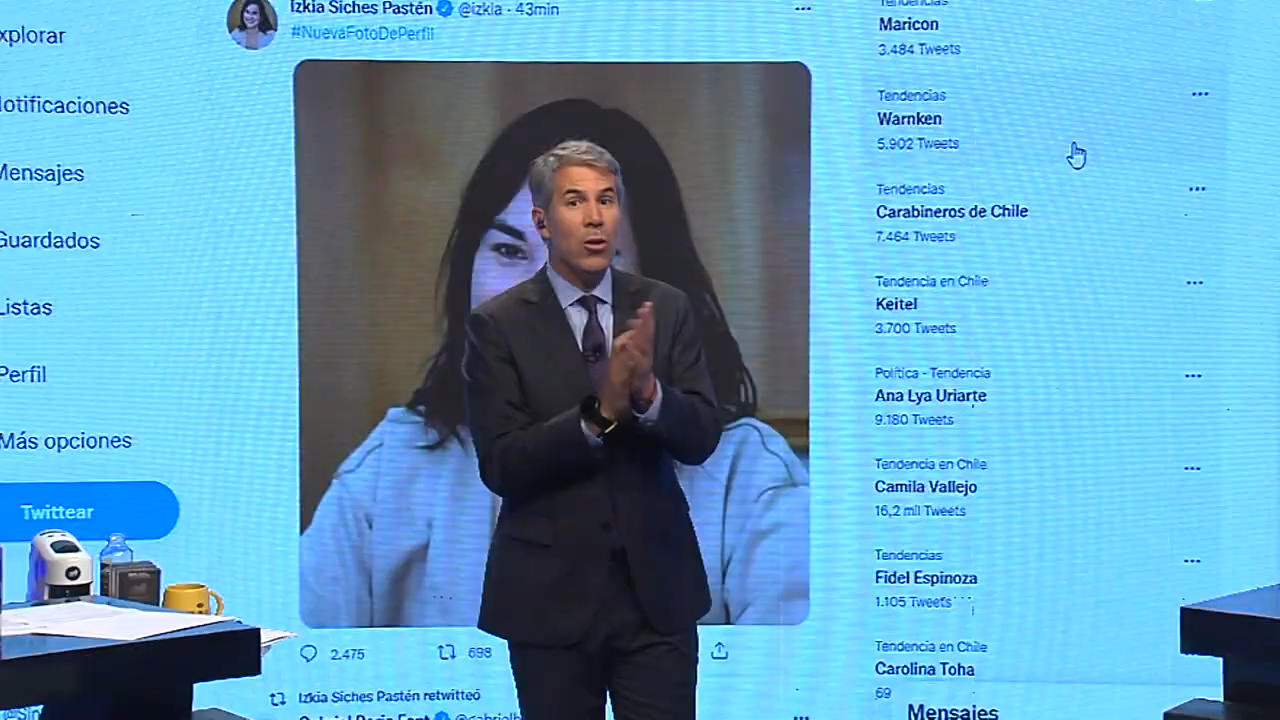 xplorar
otificaciones
Mensajes
Guardados
Listas
Perfil
Más opciones
Twittear
Izkia Siches Pastén @izkia · 43min
#NuevaFotoDePerfil
2.475
698
Izkia Siches Pastén retwitteó
Tendencias
Maricon
3.484 Tweets
Tendencias
Warnken
5.902 Tweets
Tendencias
Carabineros de Chile
7.464 Tweets
Tendencia en Chile
Keitel
3.700 Tweets
Política - Tendencia
Ana Lya Uriarte
9.180 Tweets
Tendencia en Chile
Camila Vallejo
16,2 mil Tweets
Tendencias
Fidel Espinoza
1.105 Tweets
Tendencia en Chile
Carolina Toha
69
Mensajes